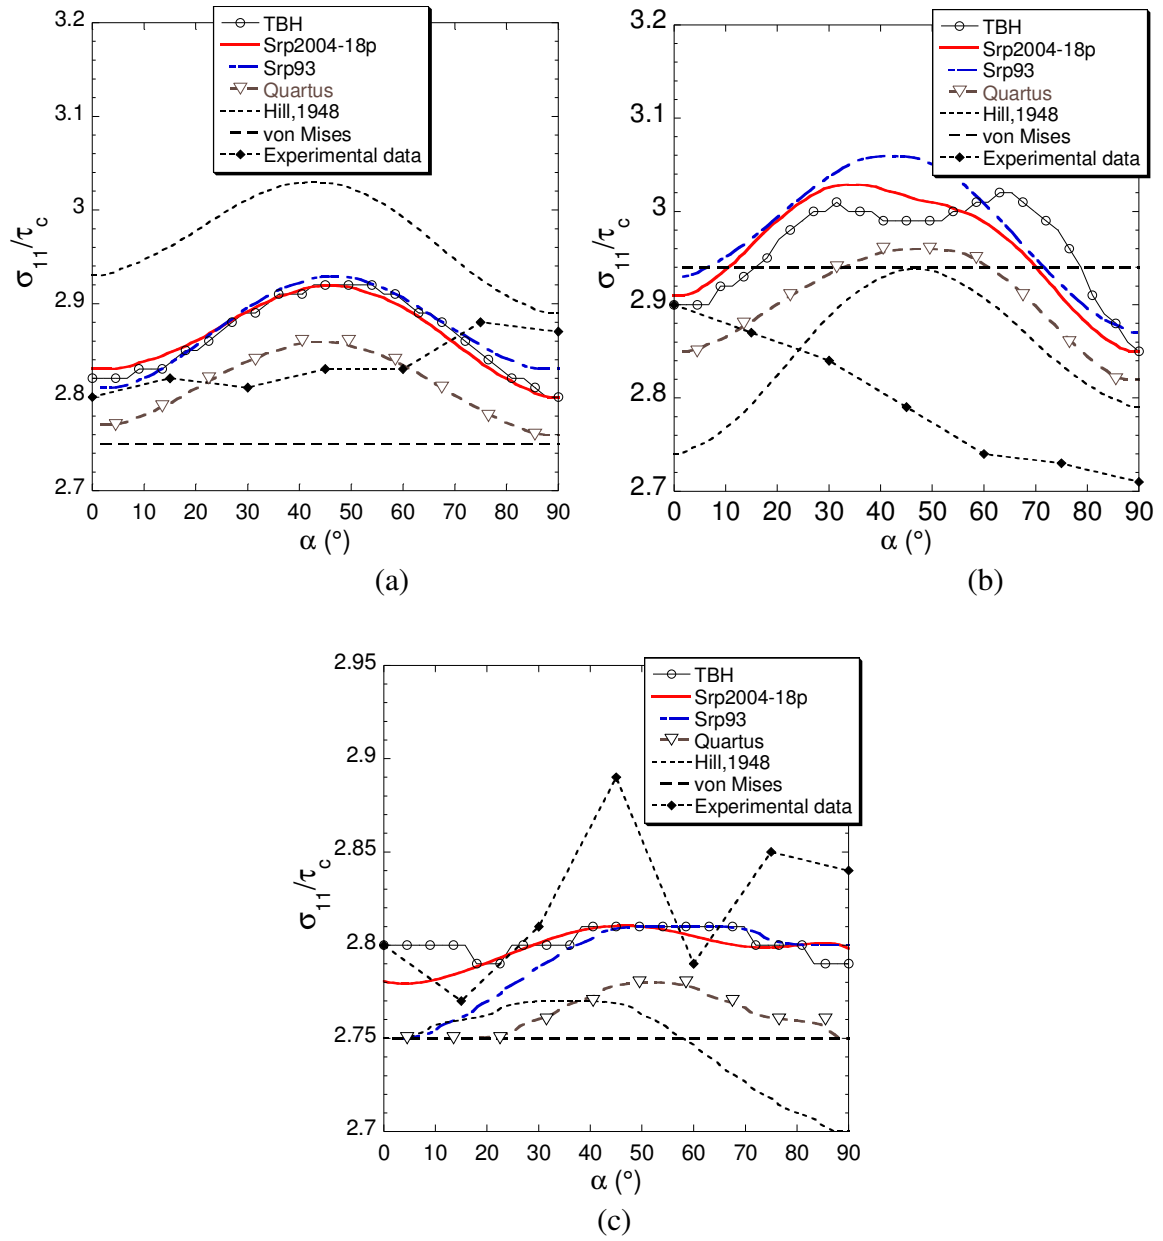 3.2
3.1
3
2.9
2.8
2.7
σ11/τc
0 10 20 30 40 50 60 70 80 90
α (°)
TBH
Srp2004-18p
Srp93
Quartus
Hill,1948
von Mises
Experimental data
(a)
3.2
3.1
3.0
2.9
2.8
2.7
σ11/τc
0 10 20 30 40 50 60 70 80 90
α (°)
TBH
Srp2004-18p
Srp93
Quartus
Hill,1948
von Mises
Experimental data
(b)
2.95
2.9
2.85
2.8
2.75
2.7
σ11/τc
0 10 20 30 40 50 60 70 80 90
α (°)
TBH
Srp2004-18p
Srp93
Quartus
Hill,1948
von Mises
Experimental data
(c)